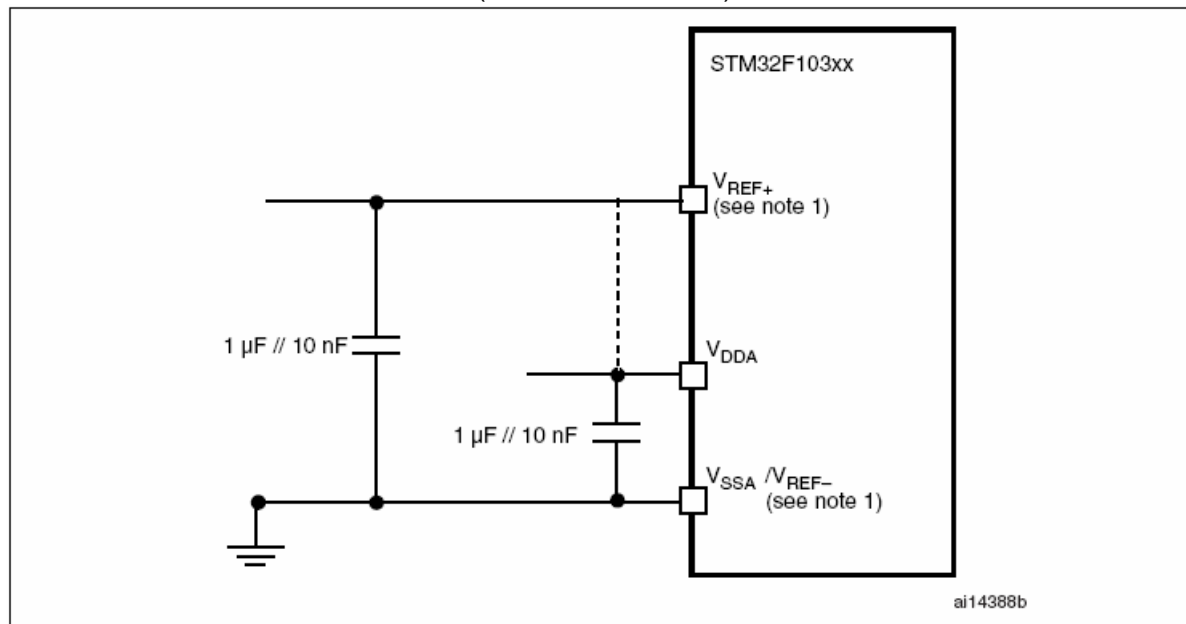 STM32F103xx
VREF+
(see note 1)
1 µF // 10 nF
VDDA
1 µF // 10 nF
VSSA /VREF–
(see note 1)
ai14388b